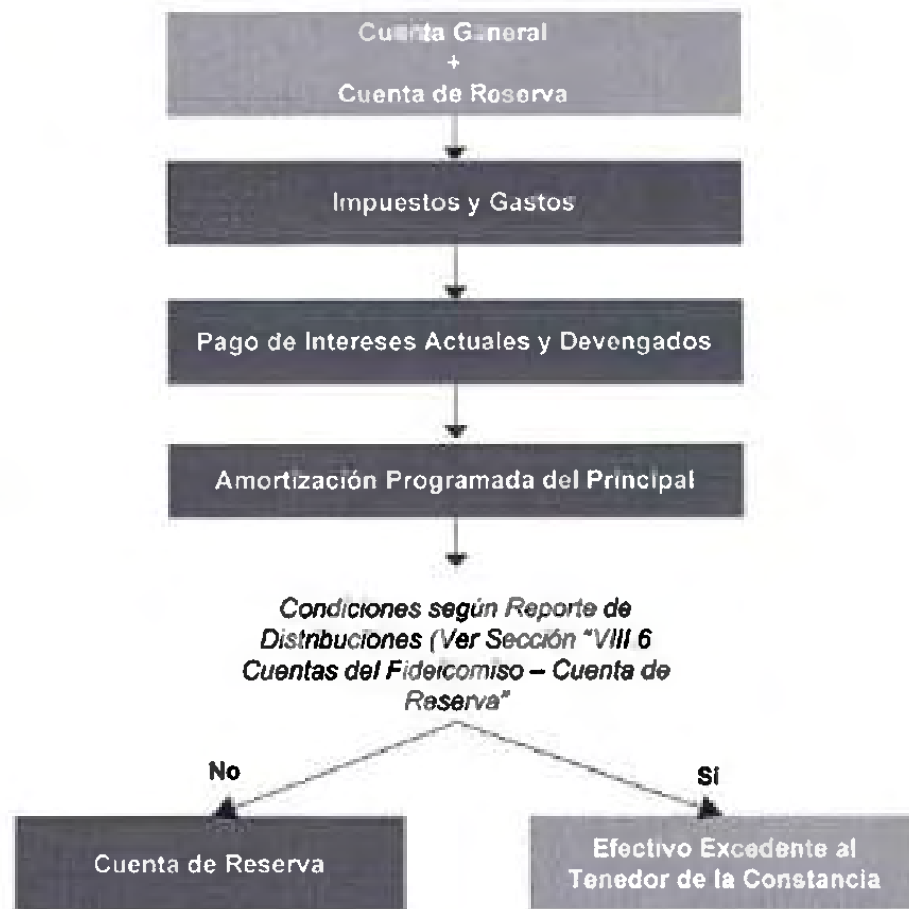 Cuenta General
+
Cuenta de Reserva
Impuestos y Gastos
Pago de Intereses Actuales y Devengados
Amortización Programada del Principal
Condiciones según Reporte de
Distribuciones (Ver Sección "VIII 6
Cuentas del Fideicomiso – Cuenta de
Reserva"
No
Sí
Cuenta de Reserva
Efectivo Excedente al
Tenedor de la Constancia